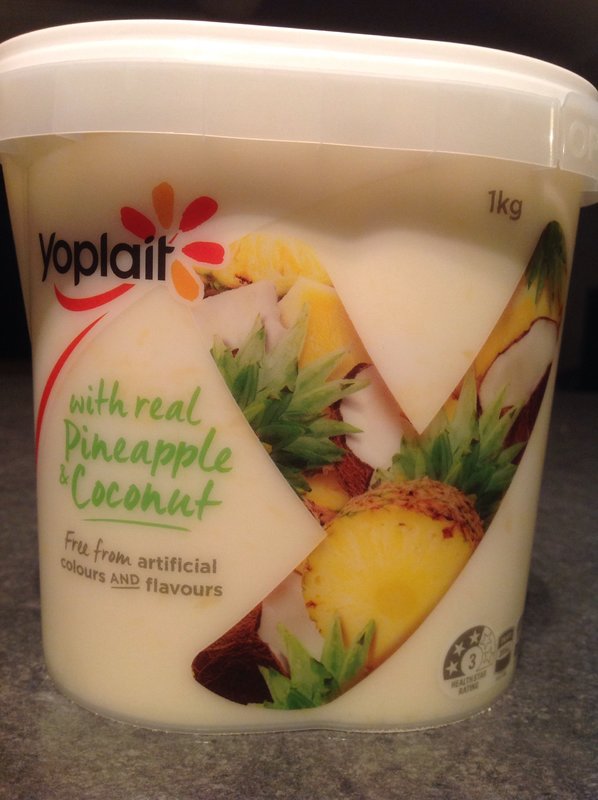 1kg
Yoplait
with real
Pineapple
& Coconut
Free from artificial
colours AND flavours
3
HEALTH STAR
RATING